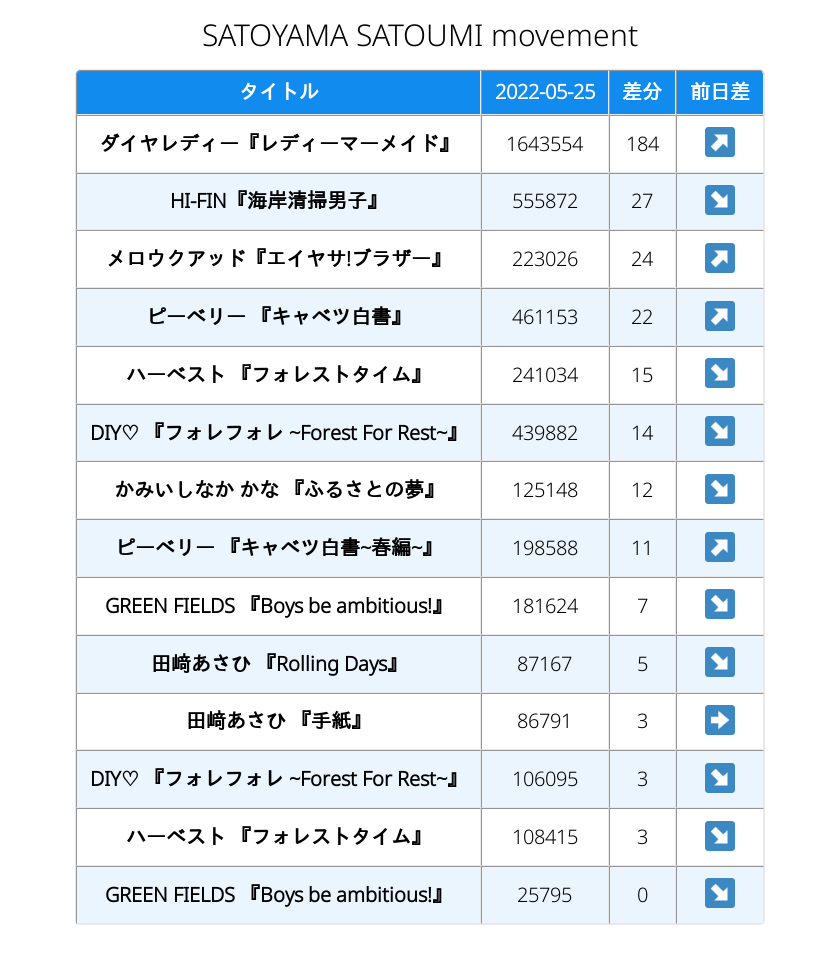 SATOYAMA SATOUMI movement
タイトル 2022-05-25 差分 前日差
ダイヤレディー『レディーマーメイド』 1643554 184 ↗
HI-FIN『海岸清掃男子』 555872 27 ↘
メロウクアッド『エイヤサ!ブラザー』 223026 24 ↗
ピーベリー 『キャベツ白書』 461153 22 ↗
ハーベスト 『フォレストタイム』 241034 15 ↘
DIY♡ 『フォレフォレ ~Forest For Rest~』 439882 14 ↘
かみいしなか かな 『ふるさとの夢』 125148 12 ↘
ピーベリー 『キャベツ白書~春編~』 198588 11 ↗
GREEN FIELDS 『Boys be ambitious!』 181624 7 ↘
田﨑あさひ 『Rolling Days』 87167 5 ↘
田﨑あさひ 『手紙』 86791 3 ➡
DIY♡ 『フォレフォレ ~Forest For Rest~』 106095 3 ↘
ハーベスト 『フォレストタイム』 108415 3 ↘
GREEN FIELDS 『Boys be ambitious!』 25795 0 ↘